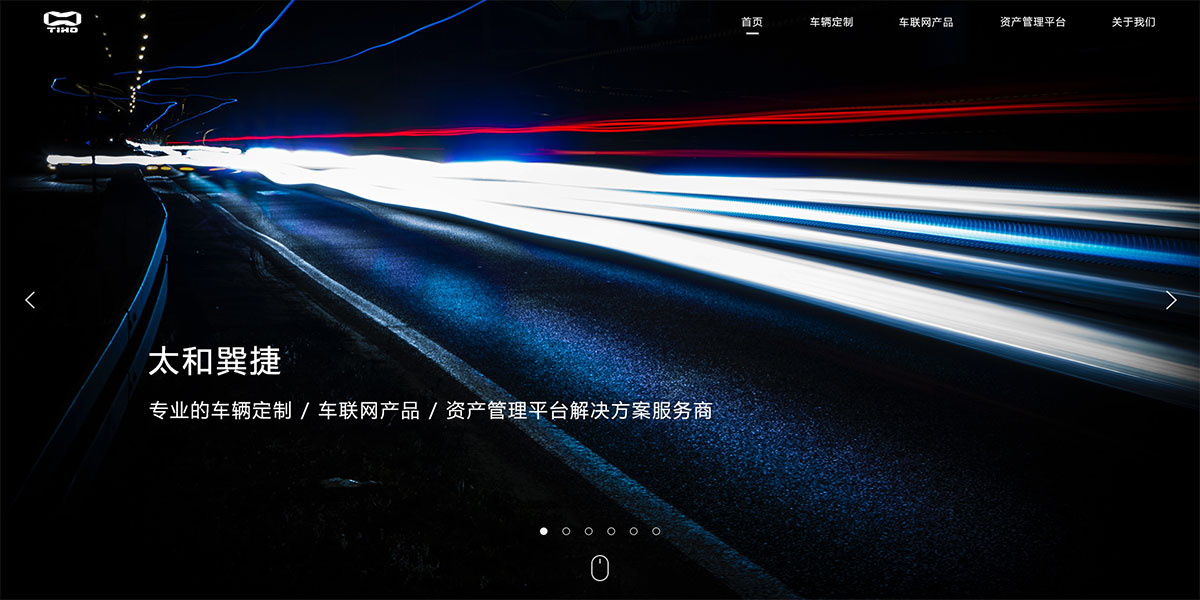 TIHO
首页
车辆定制
车联网产品
资产管理平台
关于我们
太和巽捷
专业的车辆定制 / 车联网产品 / 资产管理平台解决方案服务商